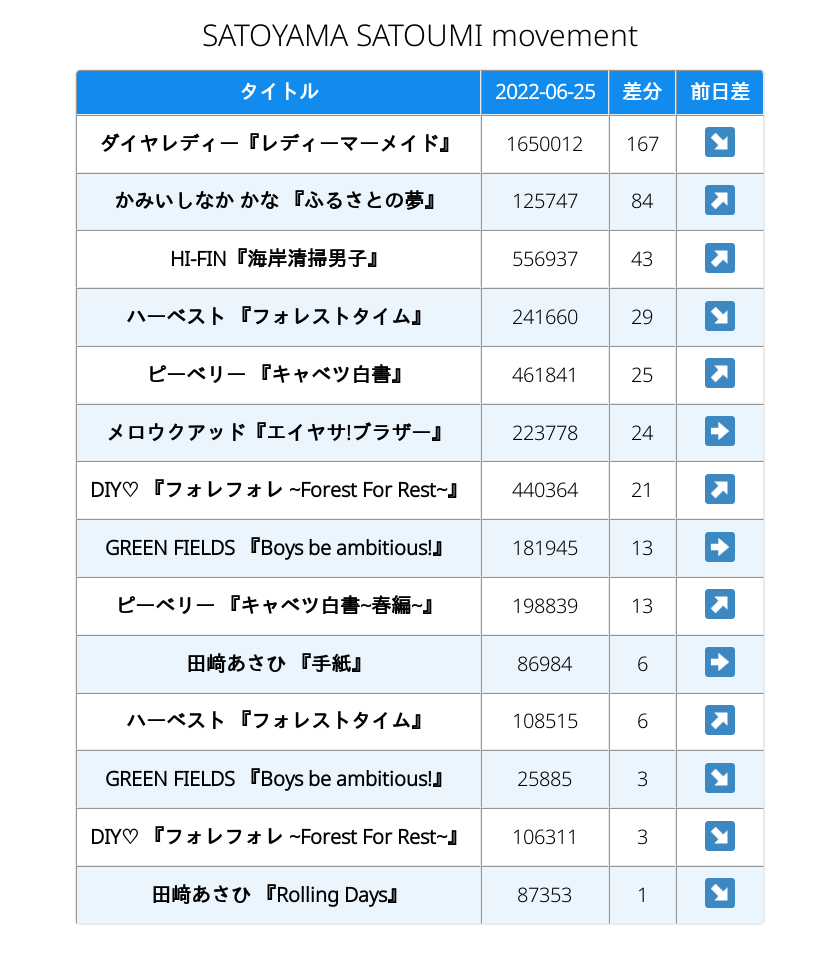 SATOYAMA SATOUMI movement
タイトル 2022-06-25 差分 前日差
ダイヤレディー『レディーマーメイド』 1650012 167 ↘
かみいしなか かな 『ふるさとの夢』 125747 84 ↗
HI-FIN『海岸清掃男子』 556937 43 ↗
ハーベスト 『フォレストタイム』 241660 29 ↘
ピーベリー 『キャベツ白書』 461841 25 ↗
メロウクアッド『エイヤサ!ブラザー』 223778 24 ➡
DIY♡ 『フォレフォレ ~Forest For Rest~』 440364 21 ↗
GREEN FIELDS 『Boys be ambitious!』 181945 13 ➡
ピーベリー 『キャベツ白書~春編~』 198839 13 ↗
田﨑あさひ 『手紙』 86984 6 ➡
ハーベスト 『フォレストタイム』 108515 6 ↗
GREEN FIELDS 『Boys be ambitious!』 25885 3 ↘
DIY♡ 『フォレフォレ ~Forest For Rest~』 106311 3 ↘
田﨑あさひ 『Rolling Days』 87353 1 ↘